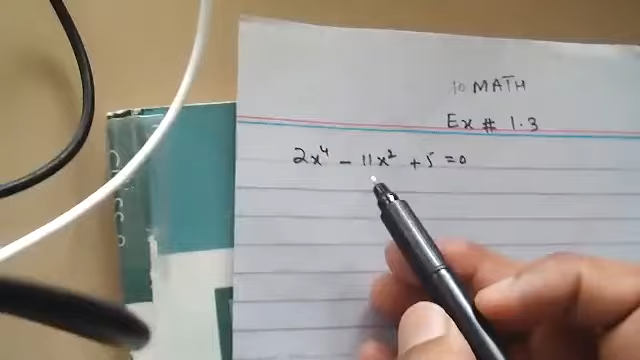 10 MATH
Ex # 1.3
2x⁴ - 11x² + 5 = 0